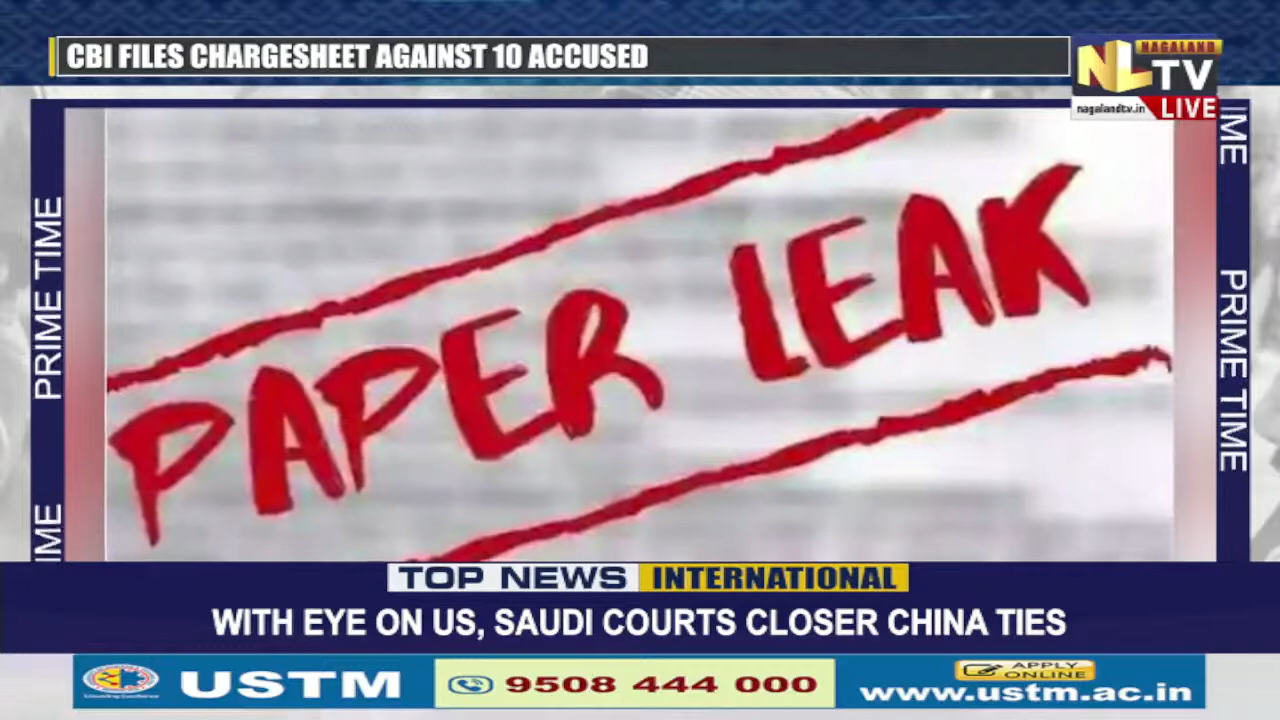 CBI FILES CHARGESHEET AGAINST 10 ACCUSED
NAGALAND
NLTV
nagalandtv.in LIVE
PRIME TIME
IME
IME
PRIME TIME
PAPER LEAK
TOP NEWS INTERNATIONAL
WITH EYE ON US, SAUDI COURTS CLOSER CHINA TIES
USTM
9508 444 000
APPLY
ONLINE
www.ustm.ac.in